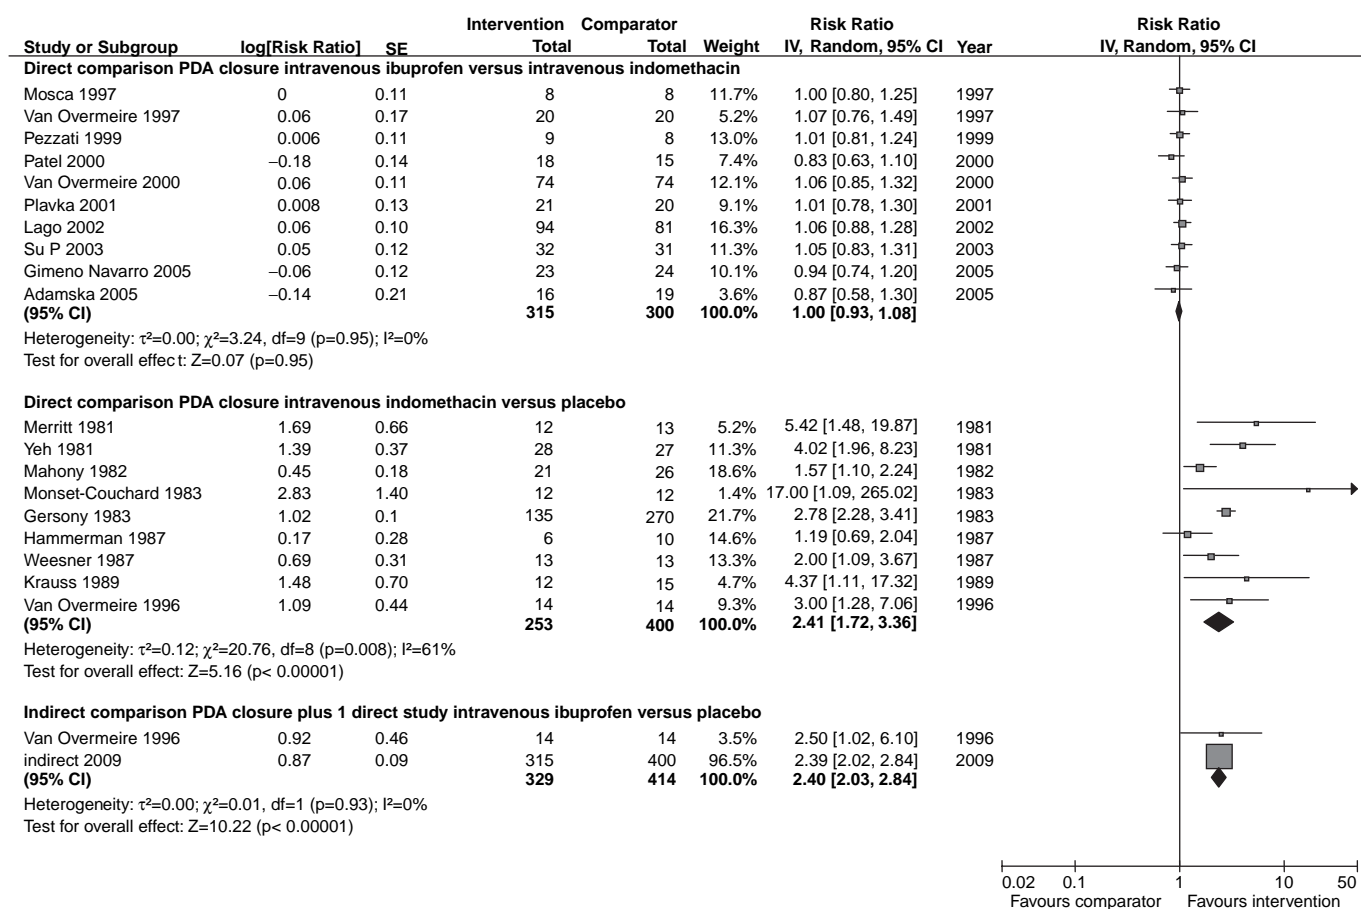 Intervention Comparator Risk Ratio Risk Ratio
Study or Subgroup log[Risk Ratio] SE Total Total Weight IV, Random, 95% CI Year IV, Random, 95% CI
Direct comparison PDA closure intravenous ibuprofen versus intravenous indomethacin
Mosca 1997 0 0.11 8 8 11.7% 1.00 [0.80, 1.25] 1997
Van Overmeire 1997 0.06 0.17 20 20 5.2% 1.07 [0.76, 1.49] 1997
Pezzati 1999 0.006 0.11 9 8 13.0% 1.01 [0.81, 1.24] 1999
Patel 2000 −0.18 0.14 18 15 7.4% 0.83 [0.63, 1.10] 2000
Van Overmeire 2000 0.06 0.11 74 74 12.1% 1.06 [0.85, 1.32] 2000
Plavka 2001 0.008 0.13 21 20 9.1% 1.01 [0.78, 1.30] 2001
Lago 2002 0.06 0.10 94 81 16.3% 1.06 [0.88, 1.28] 2002
Su P 2003 0.05 0.12 32 31 11.3% 1.05 [0.83, 1.31] 2003
Gimeno Navarro 2005 −0.06 0.12 23 24 10.1% 0.94 [0.74, 1.20] 2005
Adamska 2005 −0.14 0.21 16 19 3.6% 0.87 [0.58, 1.30] 2005
(95% CI) 315 300 100.0% 1.00 [0.93, 1.08]
Heterogeneity: τ²=0.00; χ²=3.24, df=9 (p=0.95); I²=0%
Test for overall effect: Z=0.07 (p=0.95)
Direct comparison PDA closure intravenous indomethacin versus placebo
Merritt 1981 1.69 0.66 12 13 5.2% 5.42 [1.48, 19.87] 1981
Yeh 1981 1.39 0.37 28 27 11.3% 4.02 [1.96, 8.23] 1981
Mahony 1982 0.45 0.18 21 26 18.6% 1.57 [1.10, 2.24] 1982
Monset-Couchard 1983 2.83 1.40 12 12 1.4% 17.00 [1.09, 265.02] 1983
Gersony 1983 1.02 0.1 135 270 21.7% 2.78 [2.28, 3.41] 1983
Hammerman 1987 0.17 0.28 6 10 14.6% 1.19 [0.69, 2.04] 1987
Weesner 1987 0.69 0.31 13 13 13.3% 2.00 [1.09, 3.67] 1987
Krauss 1989 1.48 0.70 12 15 4.7% 4.37 [1.11, 17.32] 1989
Van Overmeire 1996 1.09 0.44 14 14 9.3% 3.00 [1.28, 7.06] 1996
(95% CI) 253 400 100.0% 2.41 [1.72, 3.36]
Heterogeneity: τ²=0.12; χ²=20.76, df=8 (p=0.008); I²=61%
Test for overall effect: Z=5.16 (p< 0.00001)
Indirect comparison PDA closure plus 1 direct study intravenous ibuprofen versus placebo
Van Overmeire 1996 0.92 0.46 14 14 3.5% 2.50 [1.02, 6.10] 1996
indirect 2009 0.87 0.09 315 400 96.5% 2.39 [2.02, 2.84] 2009
(95% CI) 329 414 100.0% 2.40 [2.03, 2.84]
Heterogeneity: τ²=0.00; χ²=0.01, df=1 (p=0.93); I²=0%
Test for overall effect: Z=10.22 (p< 0.00001)
0.02 0.1 1 10 50
Favours comparator Favours intervention